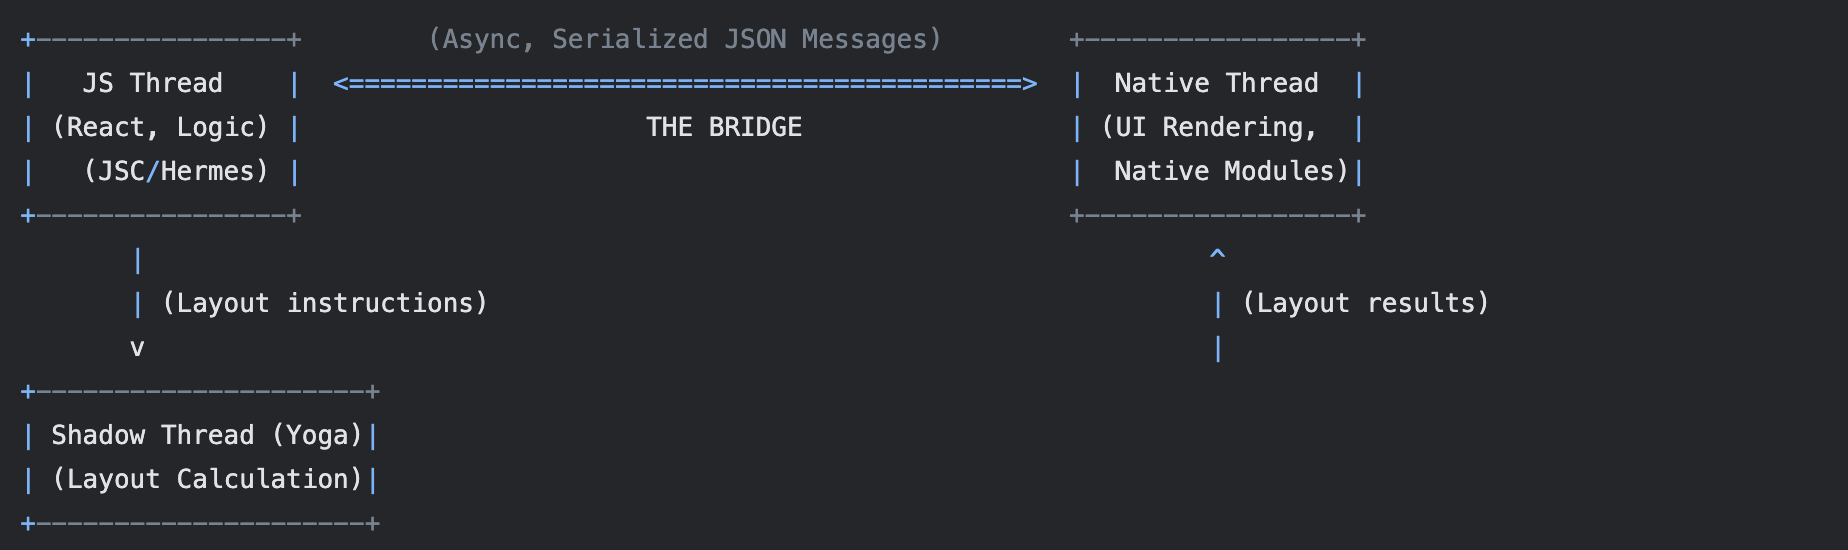 +----------------+        (Async, Serialized JSON Messages)        +-----------------+
|   JS Thread    |  <===========================================>  |  Native Thread  |
| (React, Logic) |                    THE BRIDGE                   | (UI Rendering,  |
|   (JSC/Hermes) |                                                 |  Native Modules)|
+----------------+                                                 +-----------------+
       |                                                                    ^
       | (Layout instructions)                                              | (Layout results)
       v                                                                    |
+---------------------+
| Shadow Thread (Yoga)|
| (Layout Calculation)|
+---------------------+